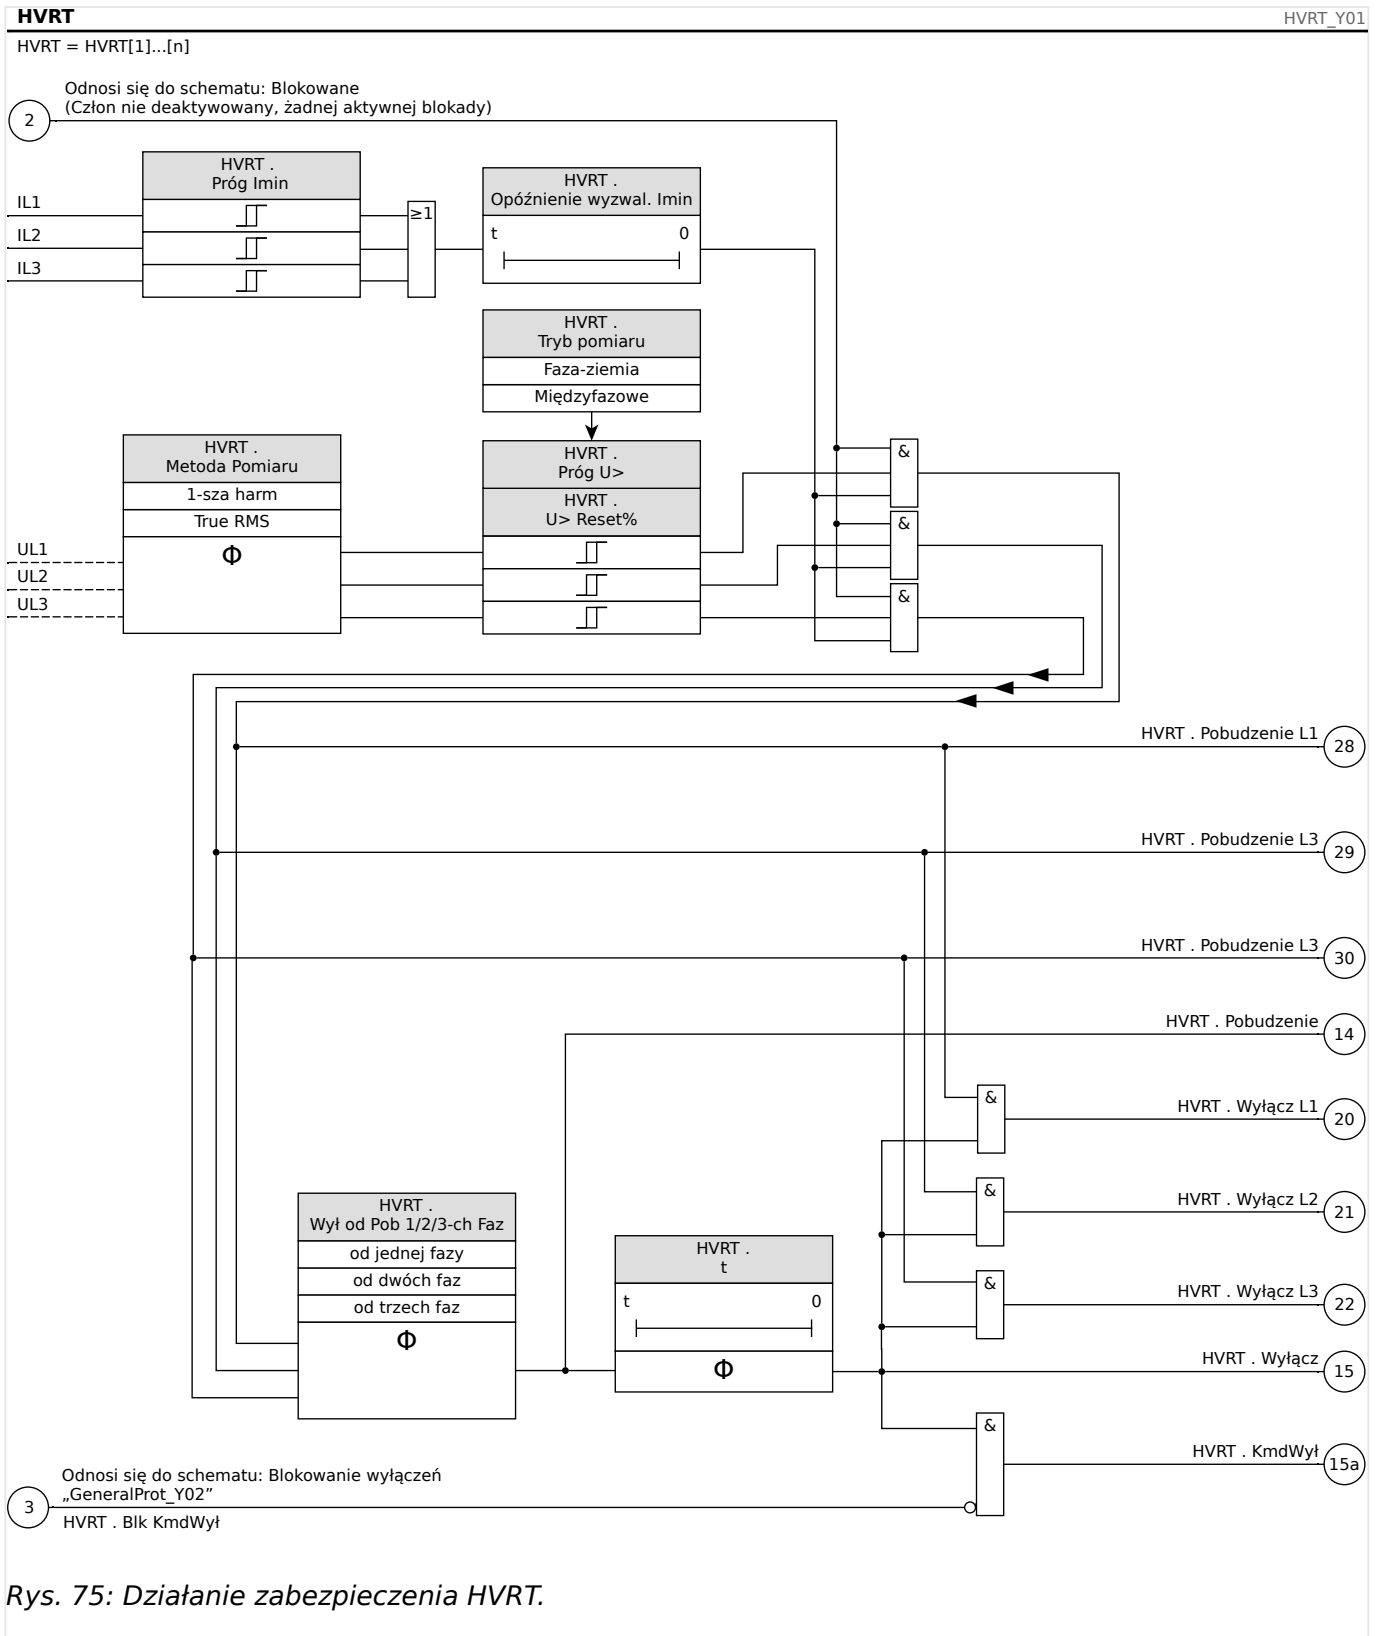 HVRT
HVRT_Y01
HVRT = HVRT[1]...[n]
Odnosi się do schematu: Blokowane
(Człon nie deaktywowany, żadnej aktywnej blokady)
2
HVRT .
Próg Imin
IL1
IL2
IL3
≥1
HVRT .
Opóźnienie wyzwal. Imin
t 0
HVRT .
Tryb pomiaru
Faza-ziemia
Międzyfazowe
HVRT .
Metoda Pomiaru
1-sza harm
True RMS
Φ
UL1
UL2
UL3
HVRT .
Próg U>
HVRT .
U> Reset%
&
&
&
HVRT . Pobudzenie L1
28
HVRT . Pobudzenie L3
29
HVRT . Pobudzenie L3
30
HVRT . Pobudzenie
14
&
HVRT . Wyłącz L1
20
&
HVRT . Wyłącz L2
21
&
HVRT . Wyłącz L3
22
HVRT .
Wył od Pob 1/2/3-ch Faz
od jednej fazy
od dwóch faz
od trzech faz
Φ
HVRT .
t
t 0
Φ
HVRT . Wyłącz
15
&
HVRT . KmdWył
15a
Odnosi się do schematu: Blokowanie wyłączeń
„GeneralProt_Y02”
3
HVRT . Blk KmdWył
Rys. 75: Działanie zabezpieczenia HVRT.